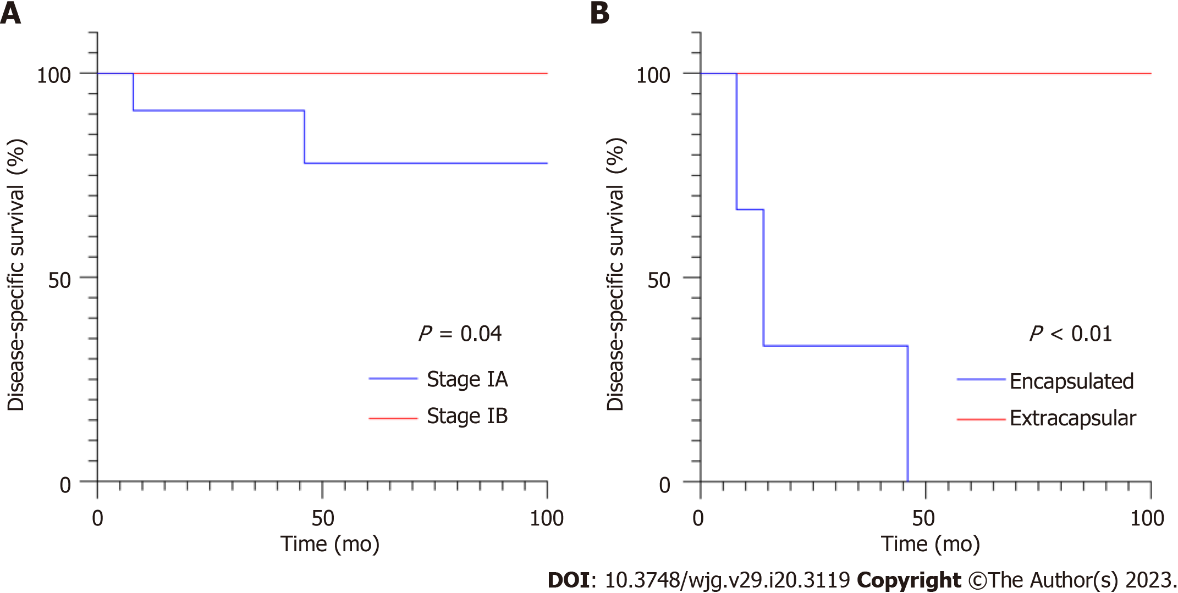 A
Disease-specific survival (%)
100
50
0
P = 0.04
Stage IA
Stage IB
0 50 100
Time (mo)
B
Disease-specific survival (%)
100
50
0
P < 0.01
Encapsulated
Extracapsular
0 50 100
Time (mo)
DOI: 10.3748/wjg.v29.i20.3119 Copyright ©The Author(s) 2023.